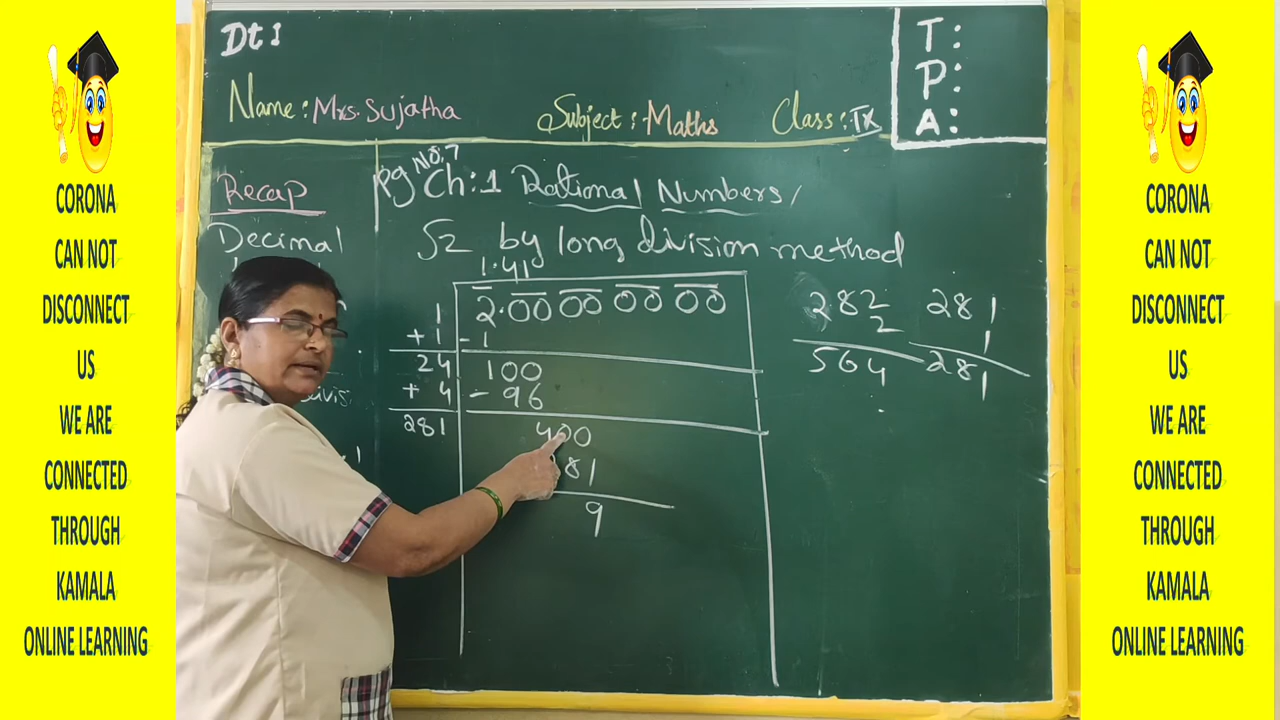 CORONA
CAN NOT
DISCONNECT
US
WE ARE
CONNECTED
THROUGH
KAMALA
ONLINE LEARNING
Dt:
Name: Mrs. Sujatha Subject: Maths Class: IX
T:
P:
A:
Recap
Decimal
Pg No.7 Ch:1 Rational Numbers/
√2 by long division method
1.41
1 2.00 00 00 00
+1 -1
24 100
+ 4 - 96
281 400
81
9
282
2
564
281
1
281
CORONA
CAN NOT
DISCONNECT
US
WE ARE
CONNECTED
THROUGH
KAMALA
ONLINE LEARNING